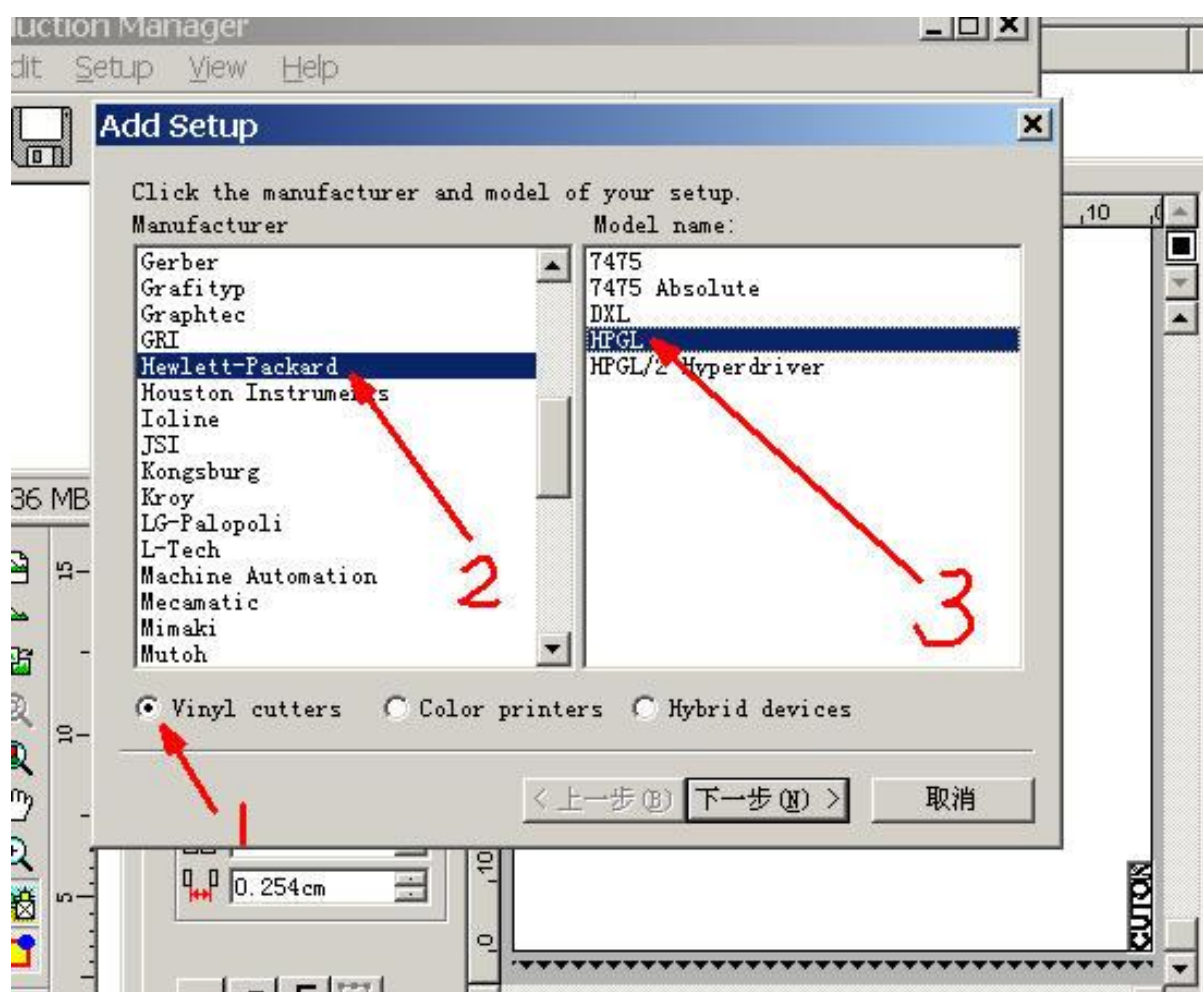 uction Manager
dit Setup View Help
Add Setup
Click the manufacturer and model of your setup.
Manufacturer
Model name:
Gerber
Grafityp
Graphtec
GRI
Hewlett-Packard
Houston Instruments
Ioline
JSI
Kongsburg
Kroy
LG-Palopoli
L-Tech
Machine Automation
Mecamatic
Mimaki
Mutoh
7475
7475 Absolute
DXL
HPGL
HPGL/2 Hyperdriver
2
3
Vinyl cutters Color printers Hybrid devices
1
< 上一步(B) 下一步(N) > 取消
36 MB
15
10
5
10
0.254cm
10
0
CUTON